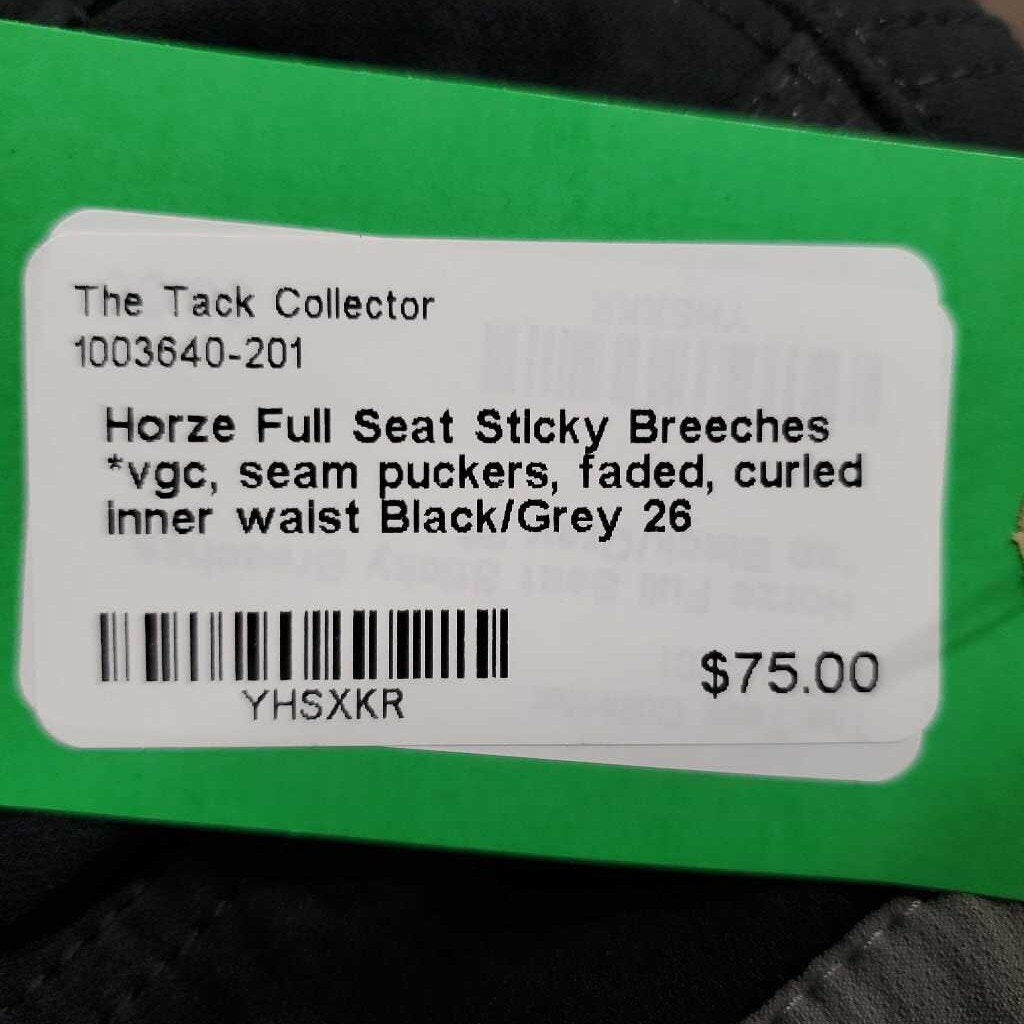 The Tack Collector
1003640-201
Horze Full Seat Sticky Breeches
*vgc, seam puckers, faded, curled
inner waist Black/Grey 26
YHSXKR
$75.00